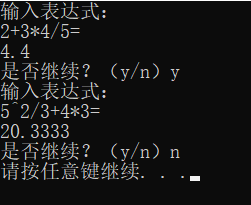 输入表达式:
2+3*4/5=
4.4
是否继续？（y/n）y
输入表达式:
5^2/3+4*3=
20.3333
是否继续？（y/n）n
请按任意键继续. . .